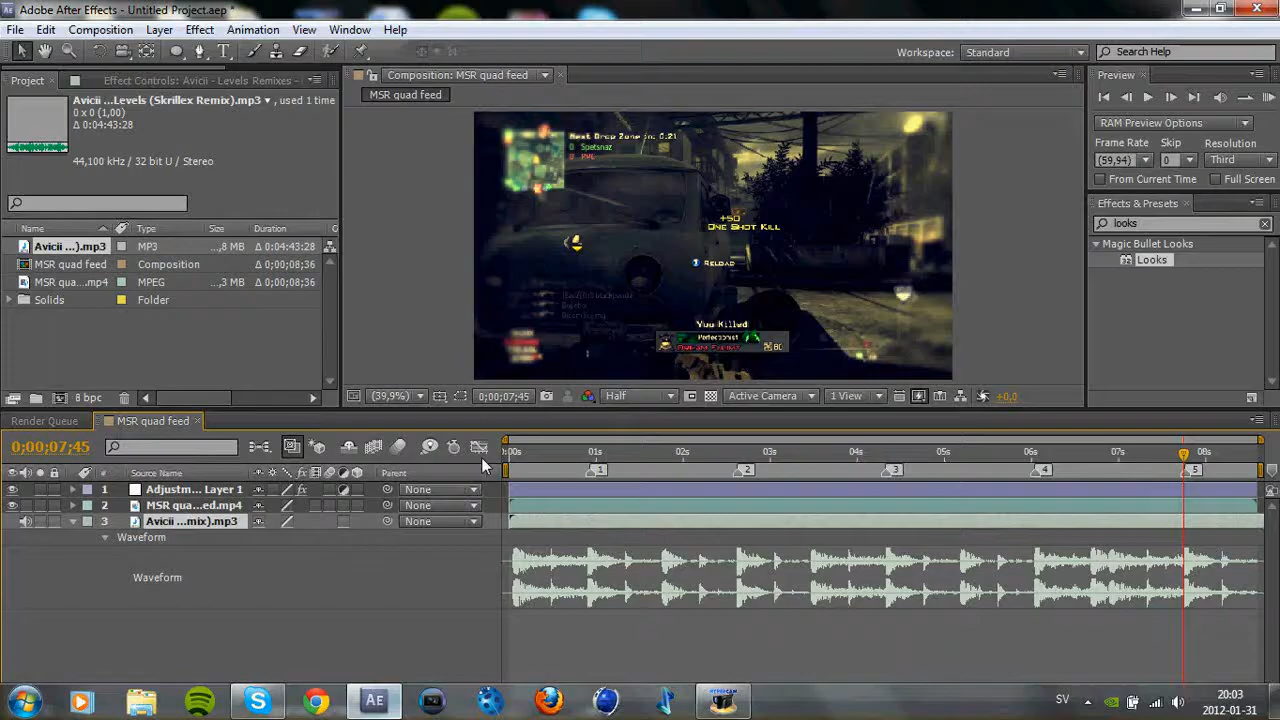 Adobe After Effects - Untitled Project.aep *
File Edit Composition Layer Effect Animation View Window Help
Workspace: Standard Search Help
Project Effect Controls: Avicii - Levels Remixes - Composition: MSR quad feed Preview
Avicii ...Levels (Skrillex Remix).mp3 ▾, used 1 time
0 x 0 (1,00)
Δ 0:04:43:28
44,100 kHz / 32 bit U / Stereo
MSR quad feed
RAM Preview Options
Frame Rate Skip Resolution
(59,94) 0 Third
From Current Time Full Screen
Effects & Presets
looks
Magic Bullet Looks
Looks
Name Type Size Duration
Avicii ...).mp3 MP3 ...,8 MB Δ 0:04:43:28
MSR quad feed Composition Δ 0;00;08;36
MSR qua....mp4 MPEG ...,3 MB Δ 0;00;08;36
Solids Folder
Next Drop Zone in: 0:21
0 Spetsnaz
+50
One Shot Kill
Reload
You Killed
8 bpc
(39,9%) 0;00;07;45 Half Active Camera 1 View +0,0
Render Queue MSR quad feed
0;00;07;45
:00s 01s 02s 03s 04s 05s 06s 07s 08s
1 2 3 4 5
# Source Name Parent
1 Adjustm... Layer 1 None
2 MSR qua...ed.mp4 None
3 Avicii ...mix).mp3 None
Waveform
Waveform
SV
20:03
2012-01-31